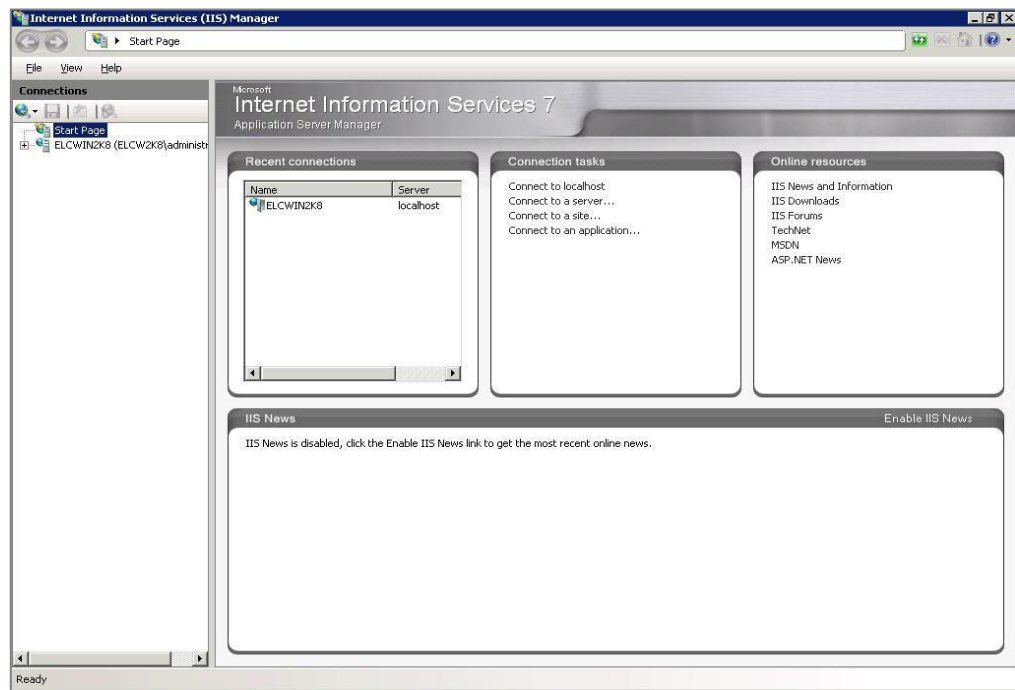 Internet Information Services (IIS) Manager
Start Page
File View Help
Connections
Start Page
ELCWIN2K8 (ELCW2K8\administr
Microsoft
Internet Information Services 7
Application Server Manager
Recent connections
Name Server
ELCWIN2K8 localhost
Connection tasks
Connect to localhost
Connect to a server...
Connect to a site...
Connect to an application...
Online resources
IIS News and Information
IIS Downloads
IIS Forums
TechNet
MSDN
ASP.NET News
IIS News Enable IIS News
IIS News is disabled, click the Enable IIS News link to get the most recent online news.
Ready